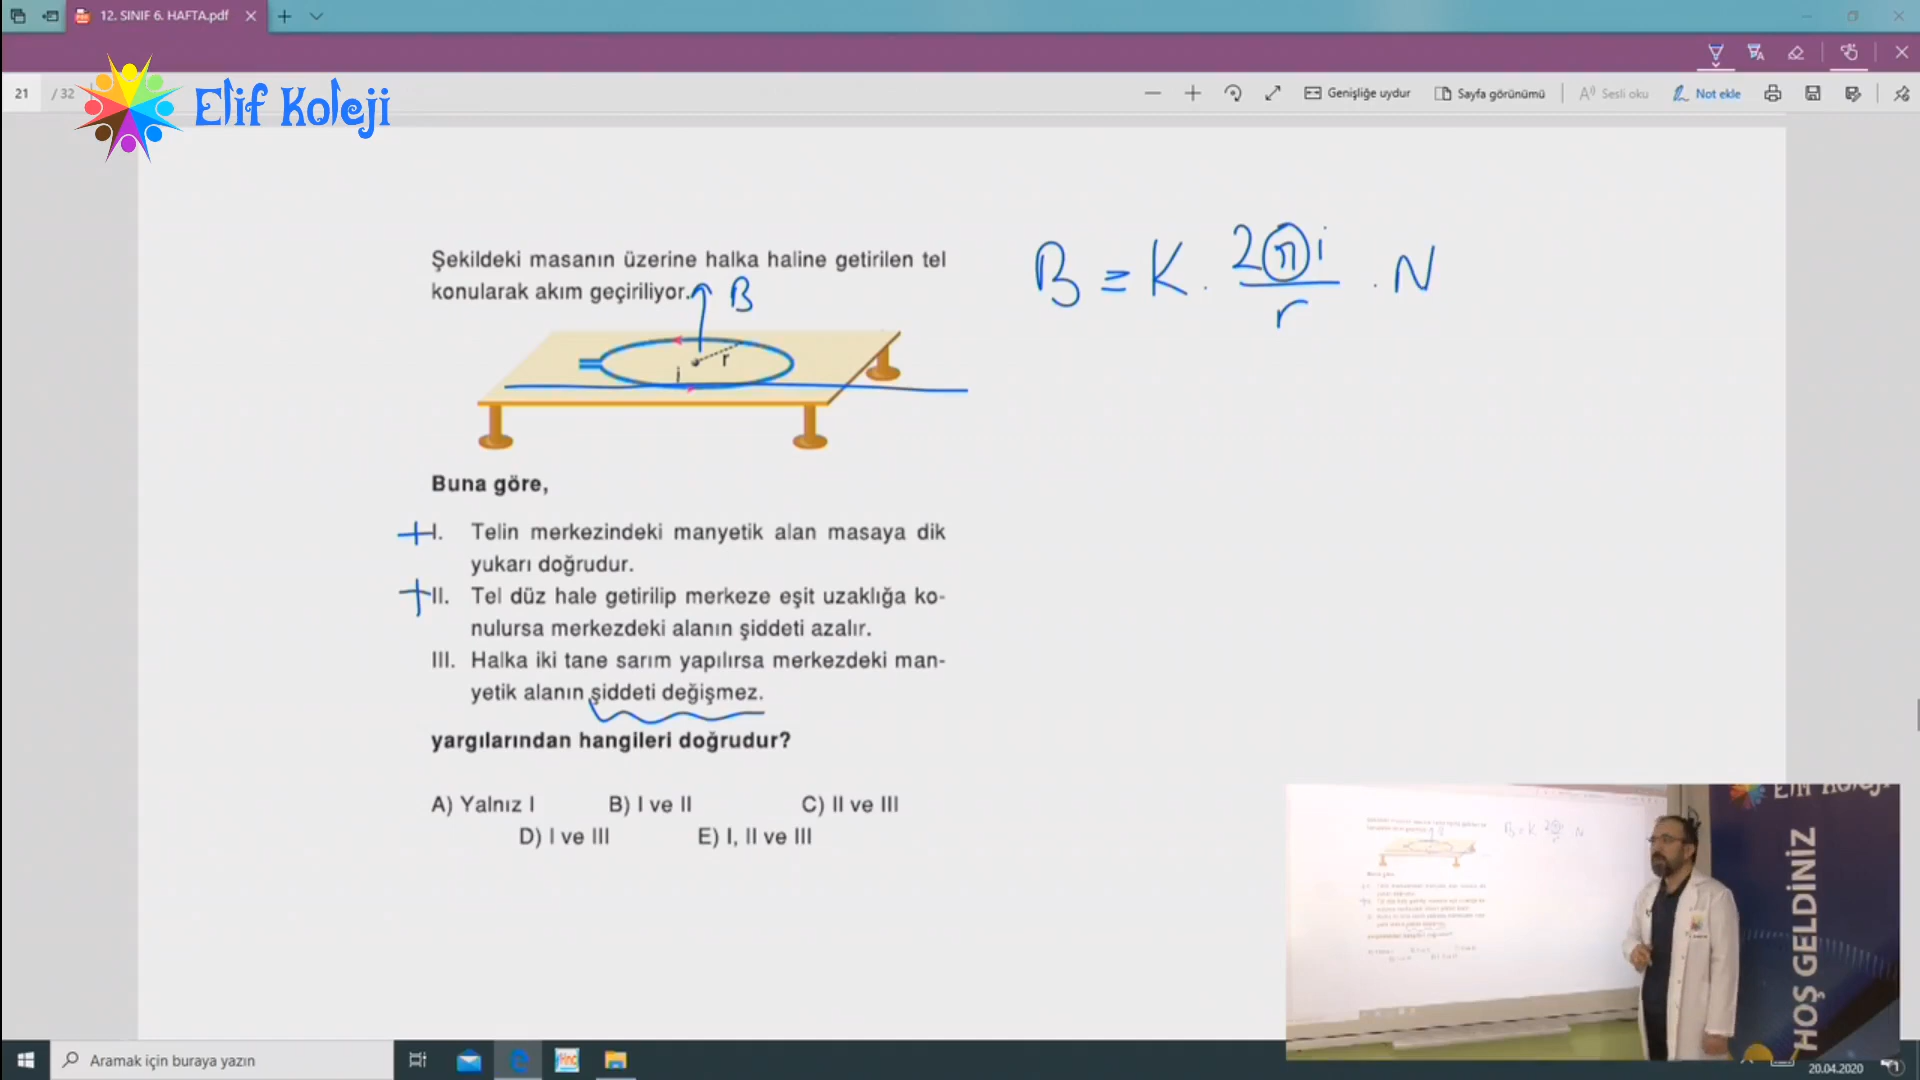 12. SINIF 6. HAFTA.pdf
21 / 32
Elif Koleji
Genişliğe uydur
Sayfa görünümü
Sesli oku
Not ekle
Şekildeki masanın üzerine halka haline getirilen tel
konularak akım geçiriliyor.
B
r
i
B = K . 2πi / r . N
Buna göre,
I. Telin merkezindeki manyetik alan masaya dik
yukarı doğrudur.
II. Tel düz hale getirilip merkeze eşit uzaklığa ko-
nulursa merkezdeki alanın şiddeti azalır.
III. Halka iki tane sarım yapılırsa merkezdeki man-
yetik alanın şiddeti değişmez.
yargılarından hangileri doğrudur?
A) Yalnız I B) I ve II C) II ve III
D) I ve III E) I, II ve III
Elif Koleji
HOŞ GELDİNİZ
Aramak için buraya yazın
20.04.2020